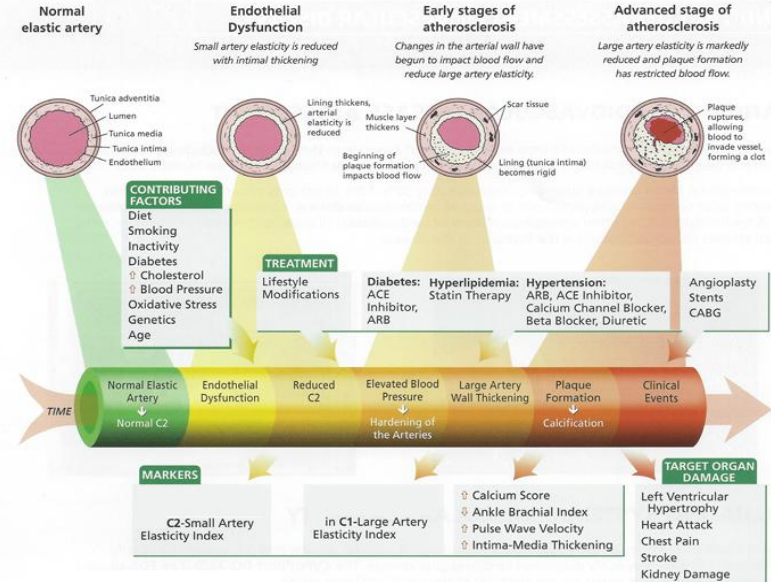 Normal
elastic artery
Endothelial
Dysfunction
Small artery elasticity is reduced
with intimal thickening
Early stages of
atherosclerosis
Changes in the arterial wall have
begun to impact blood flow and
reduce large artery elasticity.
Advanced stage of
atherosclerosis
Large artery elasticity is markedly
reduced and plaque formation
has restricted blood flow.
Tunica adventitia
Lumen
Tunica media
Tunica intima
Endothelium
Lining thickens,
arterial
elasticity is
reduced
Muscle layer
thickens
Beginning of
plaque formation
impacts blood flow
Scar tissue
Lining (tunica intima)
becomes rigid
Plaque
ruptures,
allowing
blood to
invade vessel,
forming a clot
CONTRIBUTING
FACTORS
Diet
Smoking
Inactivity
Diabetes
⇧ Cholesterol
⇧ Blood Pressure
Oxidative Stress
Genetics
Age
TREATMENT
Lifestyle
Modifications
Diabetes:
ACE
Inhibitor,
ARB
Hyperlipidemia:
Statin Therapy
Hypertension:
ARB, ACE Inhibitor,
Calcium Channel Blocker,
Beta Blocker, Diuretic
Angioplasty
Stents
CABG
TIME
Normal Elastic
Artery
Normal C2
Endothelial
Dysfunction
Reduced
C2
Elevated Blood
Pressure
Hardening of
the Arteries
Large Artery
Wall Thickening
Plaque
Formation
Calcification
Clinical
Events
MARKERS
C2-Small Artery
Elasticity Index
in C1-Large Artery
Elasticity Index
⇧ Calcium Score
⇩ Ankle Brachial Index
⇧ Pulse Wave Velocity
⇧ Intima-Media Thickening
TARGET ORGAN
DAMAGE
Left Ventricular
Hypertrophy
Heart Attack
Chest Pain
Stroke
Kidney Damage